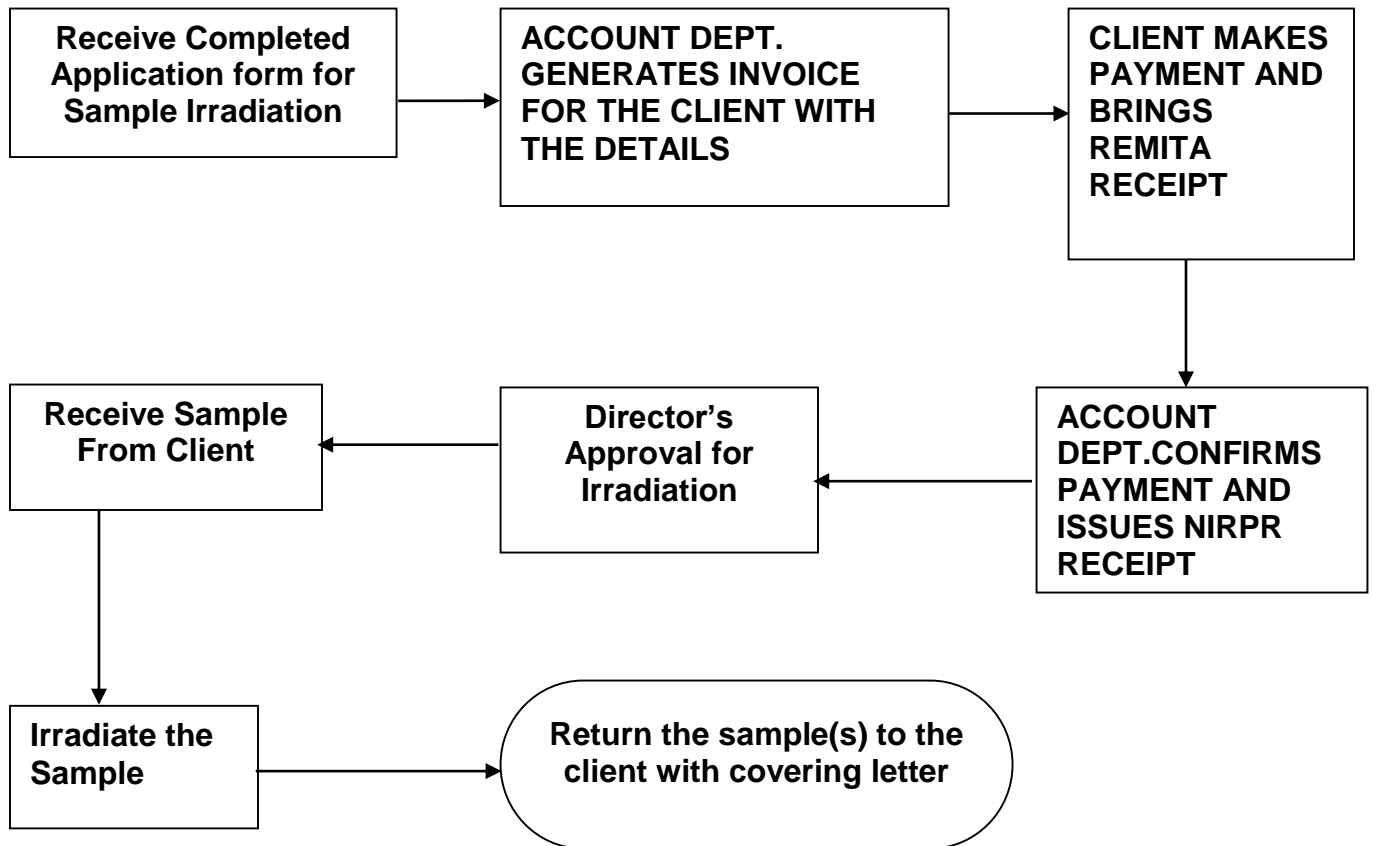 Receive Completed
Application form for
Sample Irradiation
ACCOUNT DEPT.
GENERATES INVOICE
FOR THE CLIENT WITH
THE DETAILS
CLIENT MAKES
PAYMENT AND
BRINGS
REMITA
RECEIPT
ACCOUNT
DEPT.CONFIRMS
PAYMENT AND
ISSUES NIRPR
RECEIPT
Director’s
Approval for
Irradiation
Receive Sample
From Client
Irradiate the
Sample
Return the sample(s) to the
client with covering letter